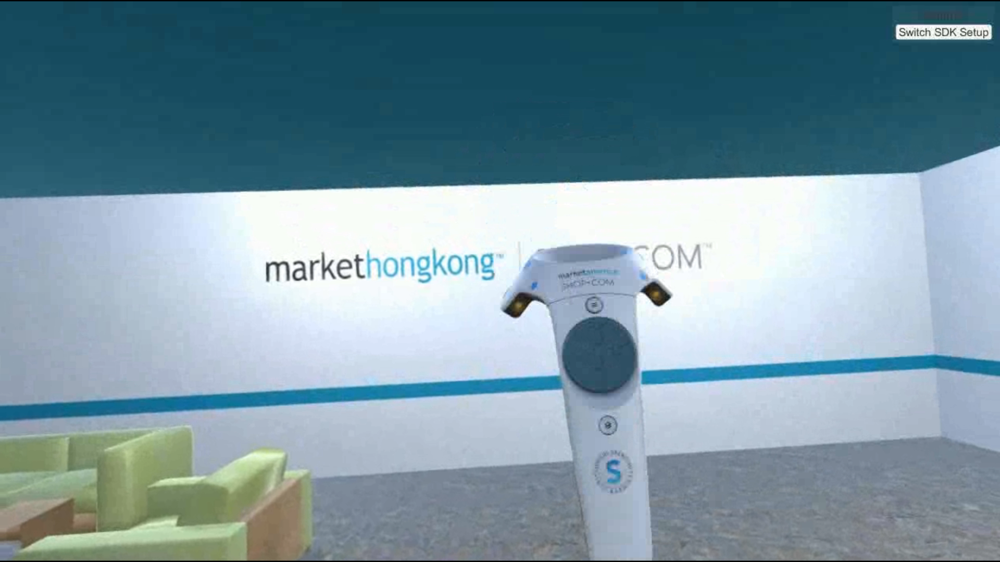 Switch SDK Setup
markethongkong™ | COM™
marketamerica
SHOP•COM
S